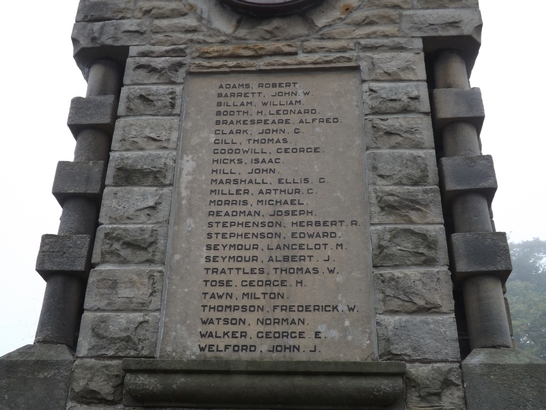 ADAMS, ROBERT.
BARRETT, JOHN. W.
BILLAM, WILLIAM.
BOOTH, H. LEONARD.
BRAKESPEARE, ALFRED.
CLARK, JOHN. G.
GILL, THOMAS.
GOODWILL, GEORGE.
HICKS, ISAAC.
HILL, JOHN.
MARSHALL, ELLIS. G.
MILLER, ARTHUR. C.
MORRIS, MICHAEL.
READMAN, JOSEPH.
STEPHENSON, HERBERT. R.
STEPHENSON, EDWARD.
SEYMOUR, LANCELOT. M.
SEYMOUR, ALBERT. J.
TRATTLES, THOMAS. W.
TOSE, GEORGE. H.
TAWN, MILTON.
THOMPSON, FREDERICK. W.
WATSON, NORMAN.
WALKER, GEORGE. E.
WELFORD, JOHN. J.